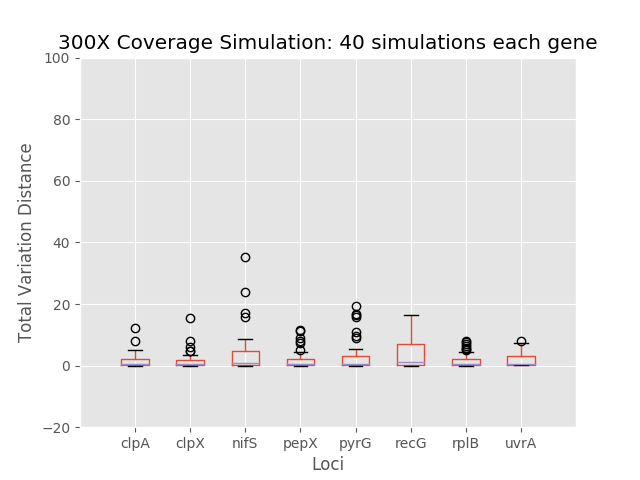 300X Coverage Simulation: 40 simulations each gene
100
80
60
40
20
0
−20
Total Variation Distance
clpA clpX nifS pepX pyrG recG rplB uvrA
Loci